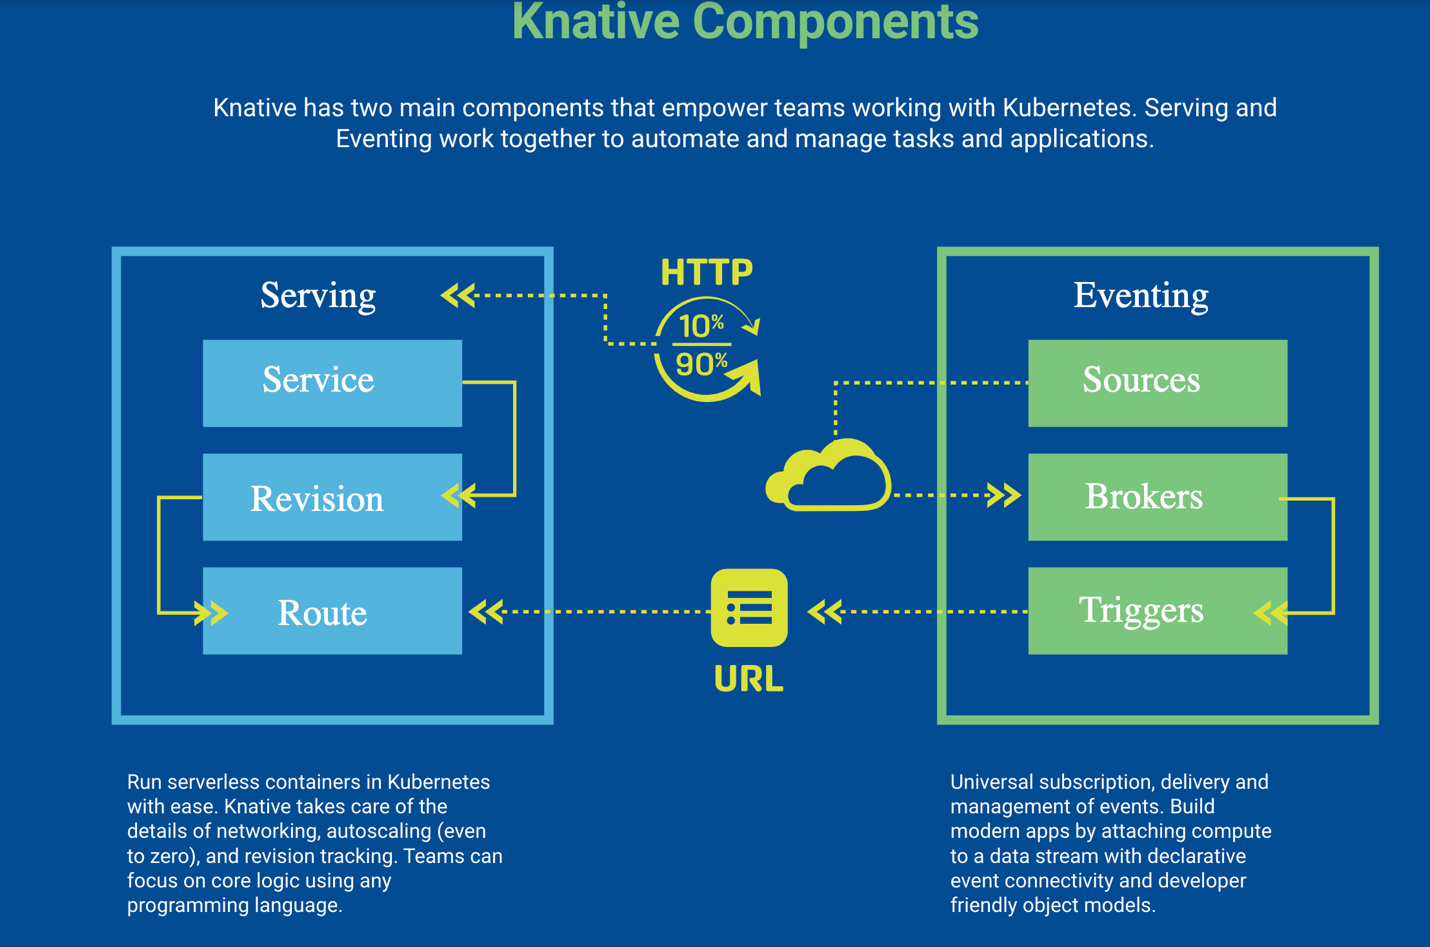 Knative Components
Knative has two main components that empower teams working with Kubernetes. Serving and
Eventing work together to automate and manage tasks and applications.
Serving
Service
Revision
Route
HTTP
10%
90%
URL
Eventing
Sources
Brokers
Triggers
Run serverless containers in Kubernetes
with ease. Knative takes care of the
details of networking, autoscaling (even
to zero), and revision tracking. Teams can
focus on core logic using any
programming language.
Universal subscription, delivery and
management of events. Build
modern apps by attaching compute
to a data stream with declarative
event connectivity and developer
friendly object models.